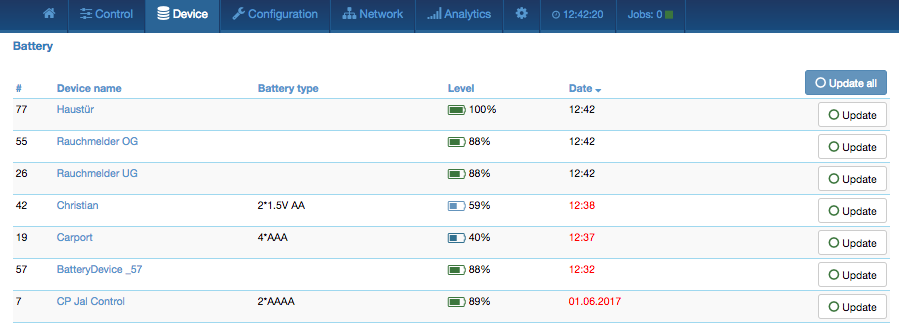 Control Device Configuration Network Analytics 12:42:20 Jobs: 0
Battery
# Device name Battery type Level Date Update all
77 Haustür 100% 12:42 Update
55 Rauchmelder OG 88% 12:42 Update
26 Rauchmelder UG 88% 12:42 Update
42 Christian 2*1.5V AA 59% 12:38 Update
19 Carport 4*AAA 40% 12:37 Update
57 BatteryDevice _57 88% 12:32 Update
7 CP Jal Control 2*AAAA 89% 01.06.2017 Update